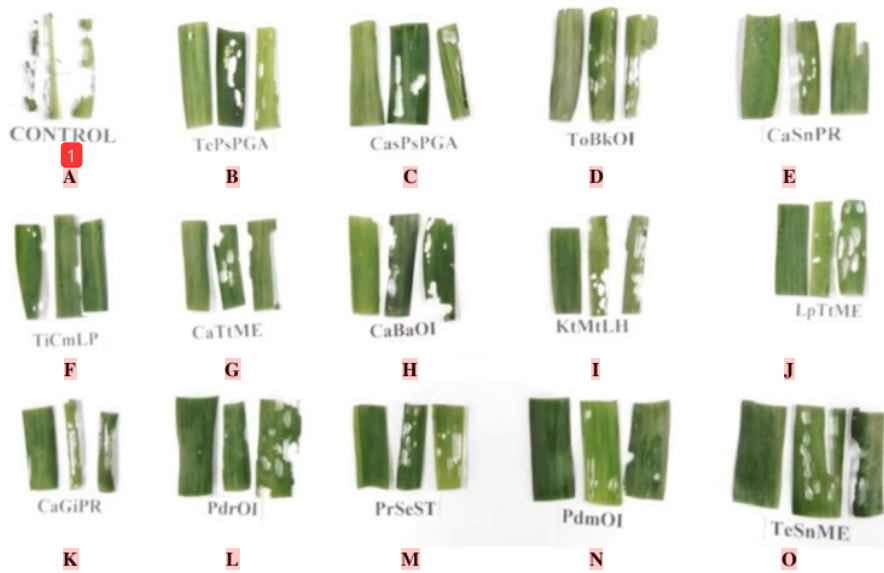 CONTROL TePsPGA CasPsPGA ToBkOI CaSnPR
1
A B C D E
TiCmLP CaTtME CaBaOI KtMtLH LpTtME
F G H I J
CaGiPR PdrOI PrSeST PdmOI TeSnME
K L M N O